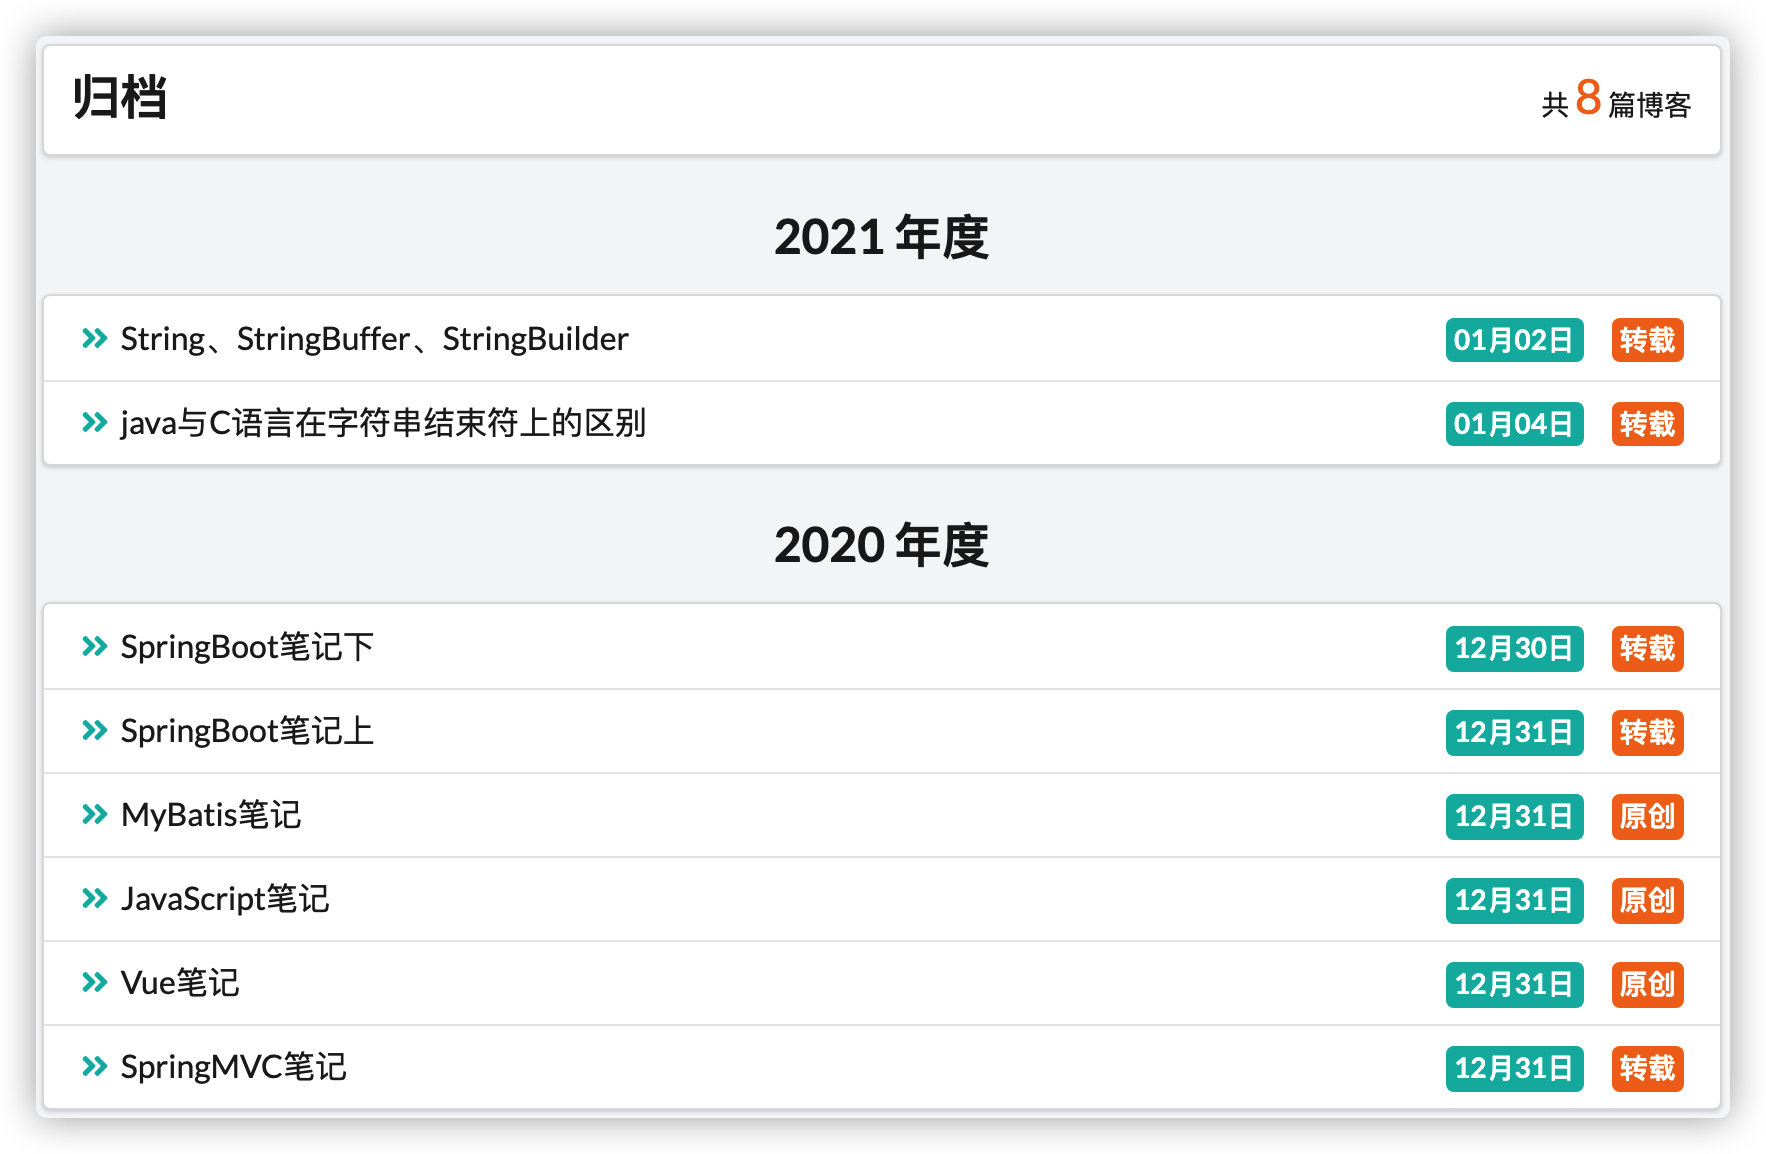 归档
共 8 篇博客
2021 年度
String、StringBuffer、StringBuilder 01月02日 转载
java与C语言在字符串结束符上的区别 01月04日 转载
2020 年度
SpringBoot笔记下 12月30日 转载
SpringBoot笔记上 12月31日 转载
MyBatis笔记 12月31日 原创
JavaScript笔记 12月31日 原创
Vue笔记 12月31日 原创
SpringMVC笔记 12月31日 转载